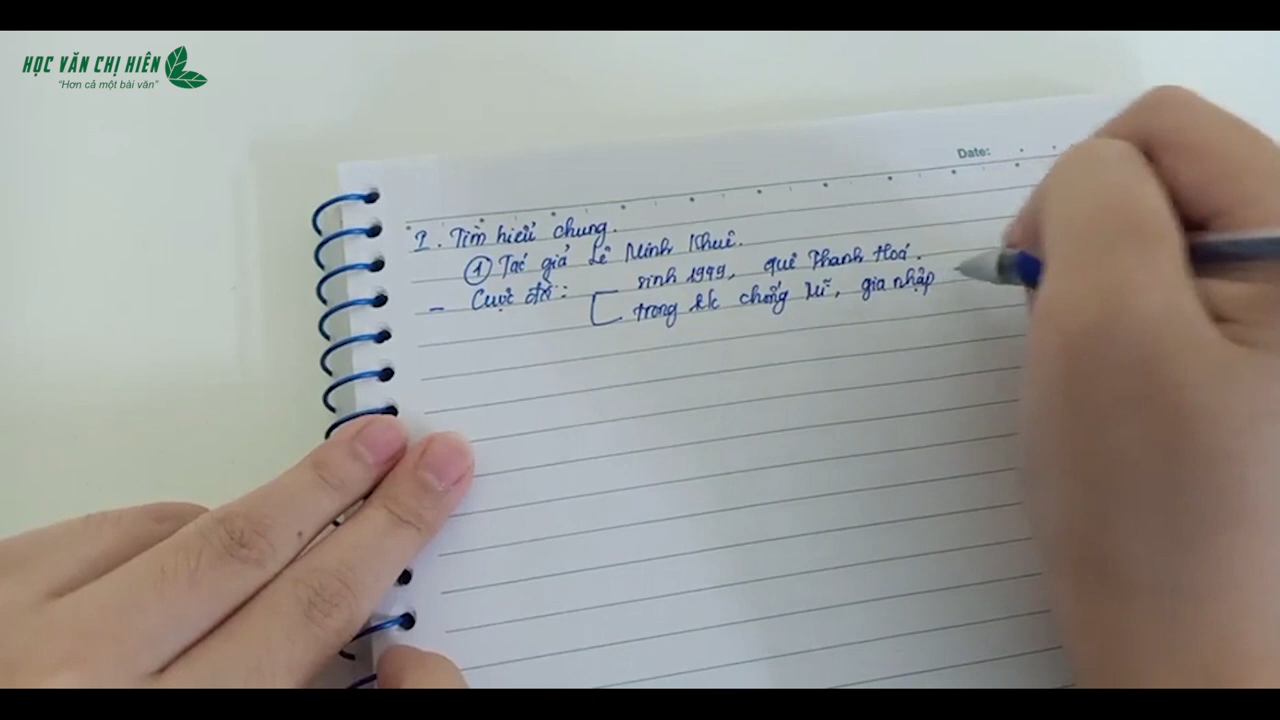 HỌC VĂN CHỊ HIÊN
"Hơn cả một bài văn"
Date:
I. Tìm hiểu chung.
① Tác giả Lê Minh Khuê.
- Cuộc đời: sinh 1949, quê Thanh Hoá.
trong k/c chống Mĩ, gia nhập